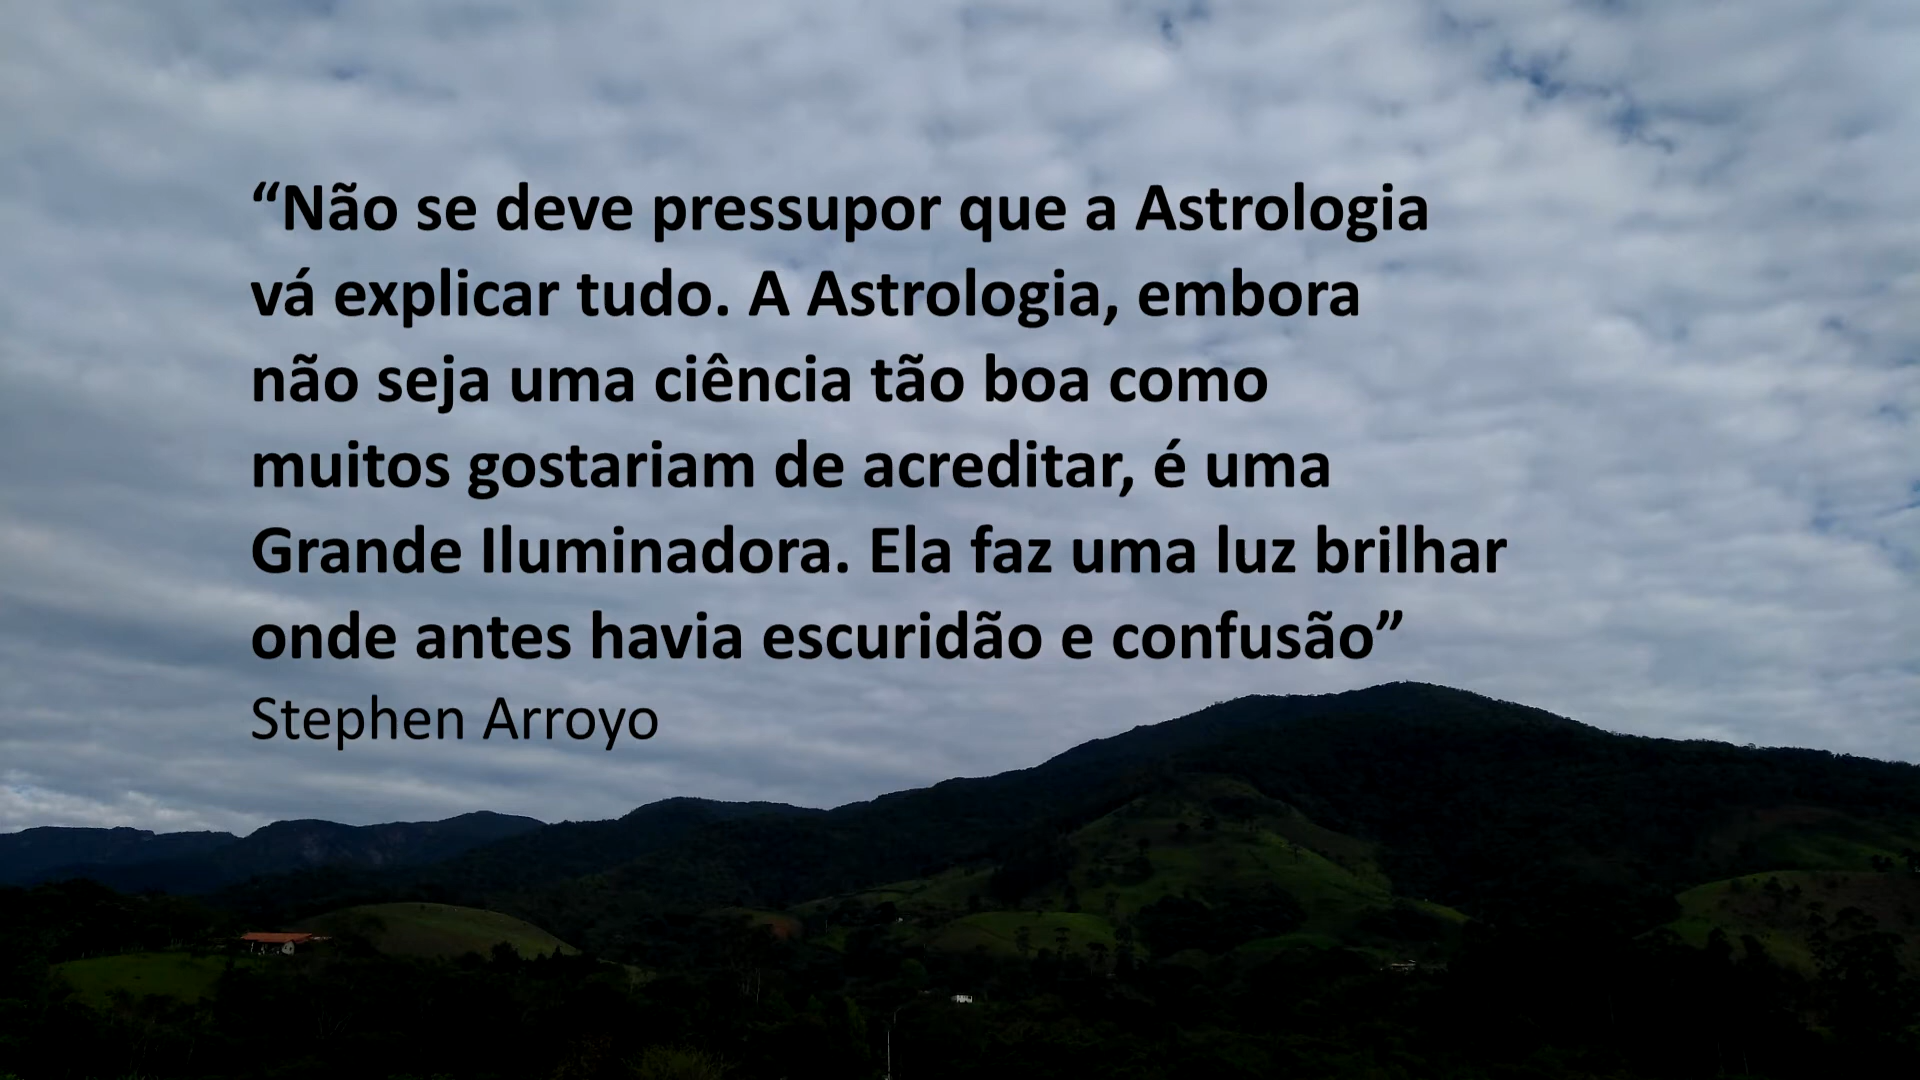 “Não se deve pressupor que a Astrologia
vá explicar tudo. A Astrologia, embora
não seja uma ciência tão boa como
muitos gostariam de acreditar, é uma
Grande Iluminadora. Ela faz uma luz brilhar
onde antes havia escuridão e confusão”
Stephen Arroyo